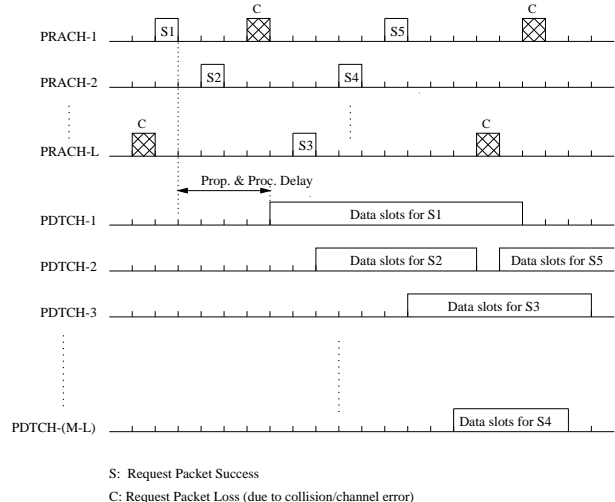 C
C
PRACH-1
S1
S5
PRACH-2
S2
S4
C
C
PRACH-L
S3
Prop. & Proc. Delay
PDTCH-1
Data slots for S1
PDTCH-2
Data slots for S2
Data slots for S5
PDTCH-3
Data slots for S3
PDTCH-(M-L)
Data slots for S4
S: Request Packet Success
C: Request Packet Loss (due to collision/channel error)